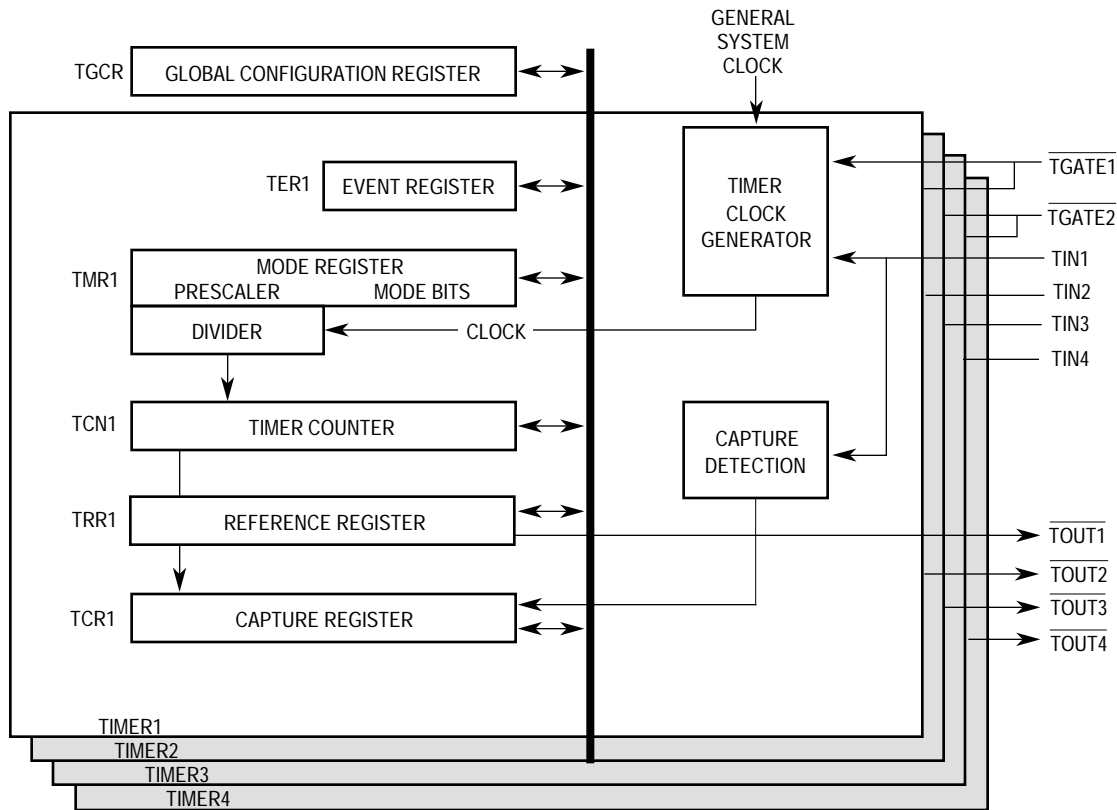 GENERAL
SYSTEM
CLOCK
TGCR
GLOBAL CONFIGURATION REGISTER
TER1
EVENT REGISTER
TIMER
CLOCK
GENERATOR
TGATE1
TGATE2
TMR1
MODE REGISTER
PRESCALER MODE BITS
DIVIDER
CLOCK
TIN1
TIN2
TIN3
TIN4
TCN1
TIMER COUNTER
CAPTURE
DETECTION
TRR1
REFERENCE REGISTER
TOUT1
TOUT2
TOUT3
TOUT4
TCR1
CAPTURE REGISTER
TIMER1
TIMER2
TIMER3
TIMER4